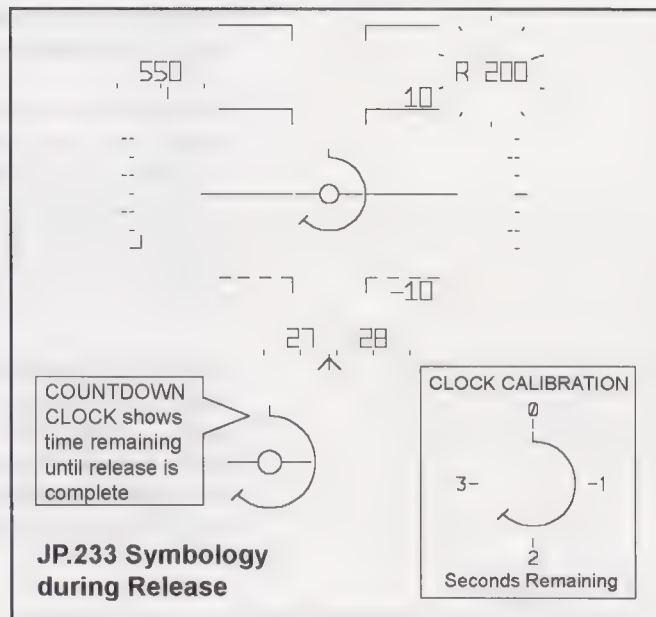 550
R 200
10
-10
27 28
COUNTDOWN
CLOCK shows
time remaining
until release is
complete
CLOCK CALIBRATION
0
3- -1
2
Seconds Remaining
JP.233 Symbology
during Release